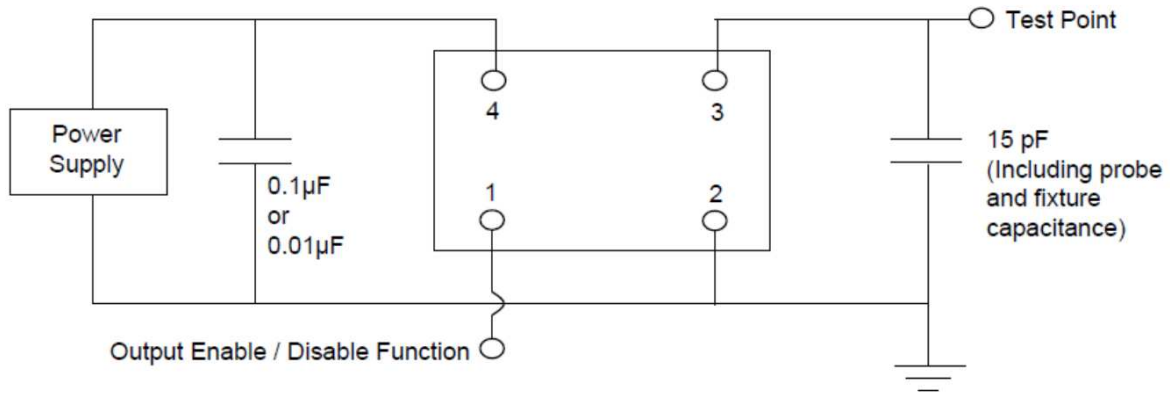 Test Point
4
3
Power
Supply
0.1µF
or
0.01µF
1
2
15 pF
(Including probe
and fixture
capacitance)
Output Enable / Disable Function